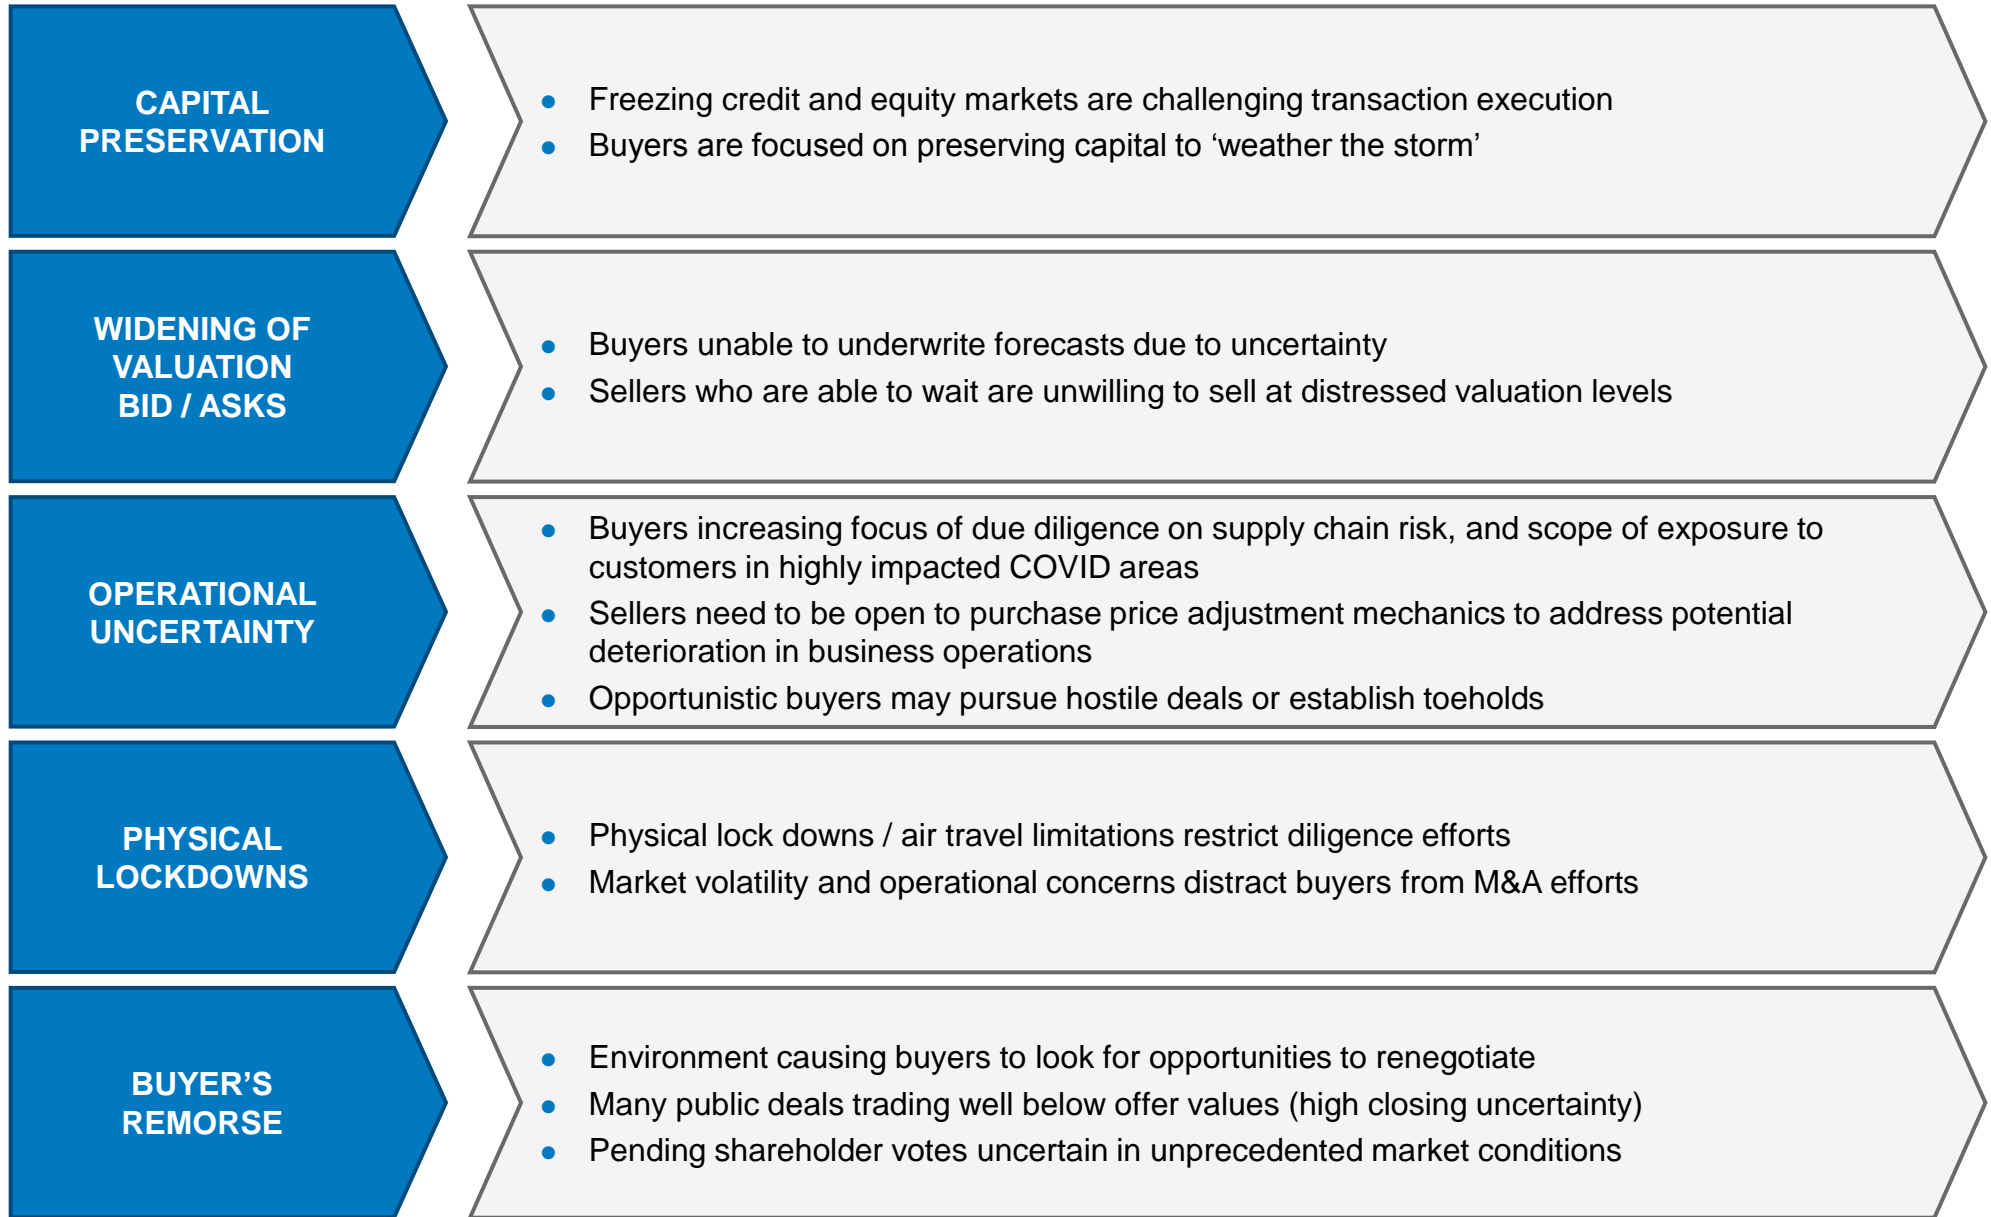 CAPITAL
PRESERVATION
● Freezing credit and equity markets are challenging transaction execution
● Buyers are focused on preserving capital to ‘weather the storm’
WIDENING OF
VALUATION
BID / ASKS
● Buyers unable to underwrite forecasts due to uncertainty
● Sellers who are able to wait are unwilling to sell at distressed valuation levels
OPERATIONAL
UNCERTAINTY
● Buyers increasing focus of due diligence on supply chain risk, and scope of exposure to
customers in highly impacted COVID areas
● Sellers need to be open to purchase price adjustment mechanics to address potential
deterioration in business operations
● Opportunistic buyers may pursue hostile deals or establish toeholds
PHYSICAL
LOCKDOWNS
● Physical lock downs / air travel limitations restrict diligence efforts
● Market volatility and operational concerns distract buyers from M&A efforts
BUYER’S
REMORSE
● Environment causing buyers to look for opportunities to renegotiate
● Many public deals trading well below offer values (high closing uncertainty)
● Pending shareholder votes uncertain in unprecedented market conditions